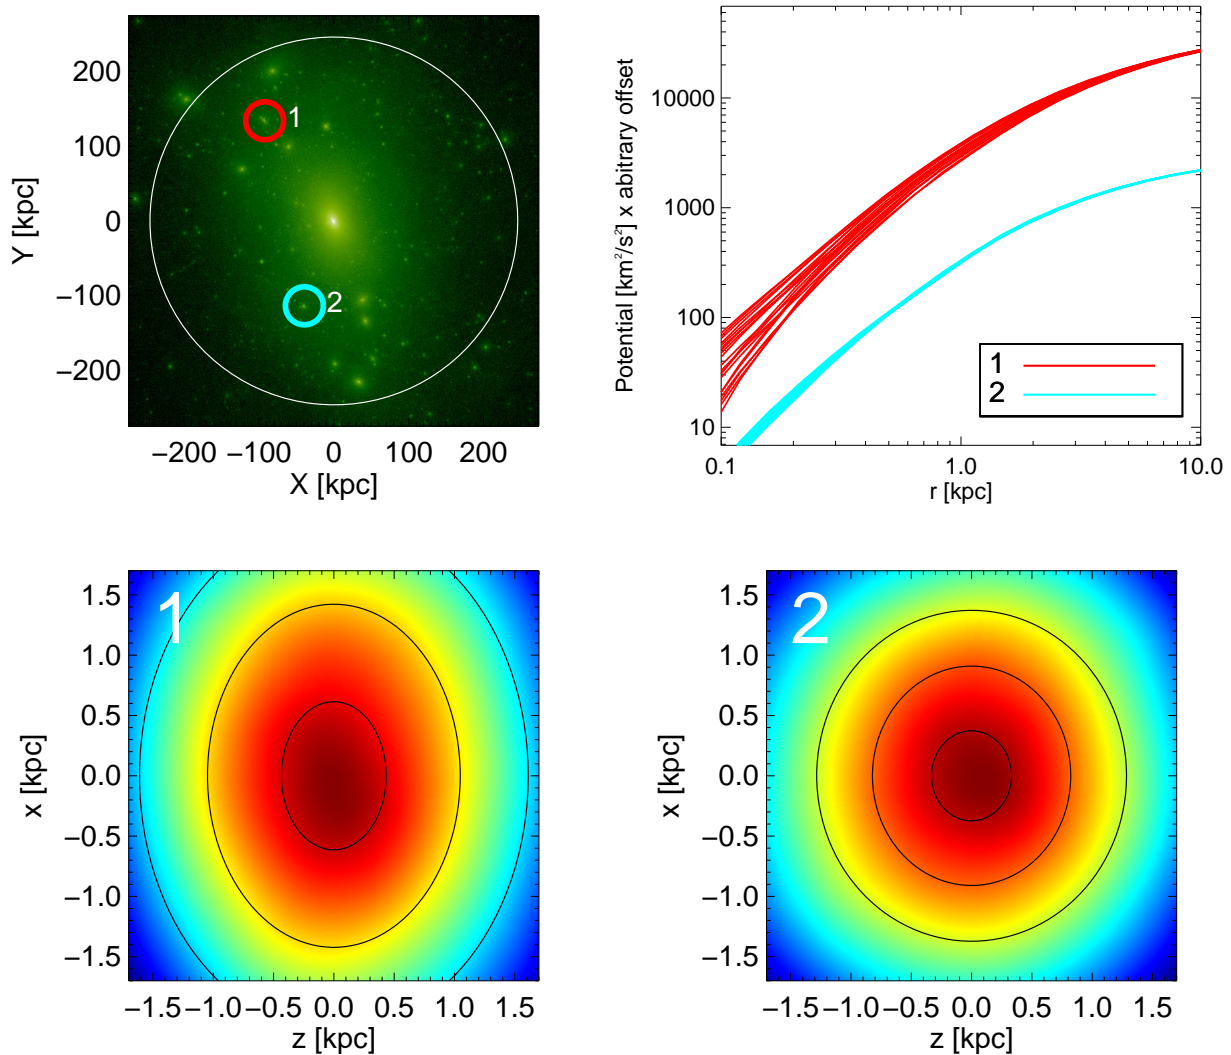 200
100
0
−100
−200
Y [kpc]
1
2
−200 −100 0 100 200
X [kpc]
10000
1000
100
10
Potential [km²/s²] x abitrary offset
1
2
0.1 1.0 10.0
r [kpc]
1
1.5
1.0
0.5
0.0
−0.5
−1.0
−1.5
x [kpc]
−1.5 −1.0 −0.5 0.0 0.5 1.0 1.5
z [kpc]
2
1.5
1.0
0.5
0.0
−0.5
−1.0
−1.5
x [kpc]
−1.5 −1.0 −0.5 0.0 0.5 1.0 1.5
z [kpc]